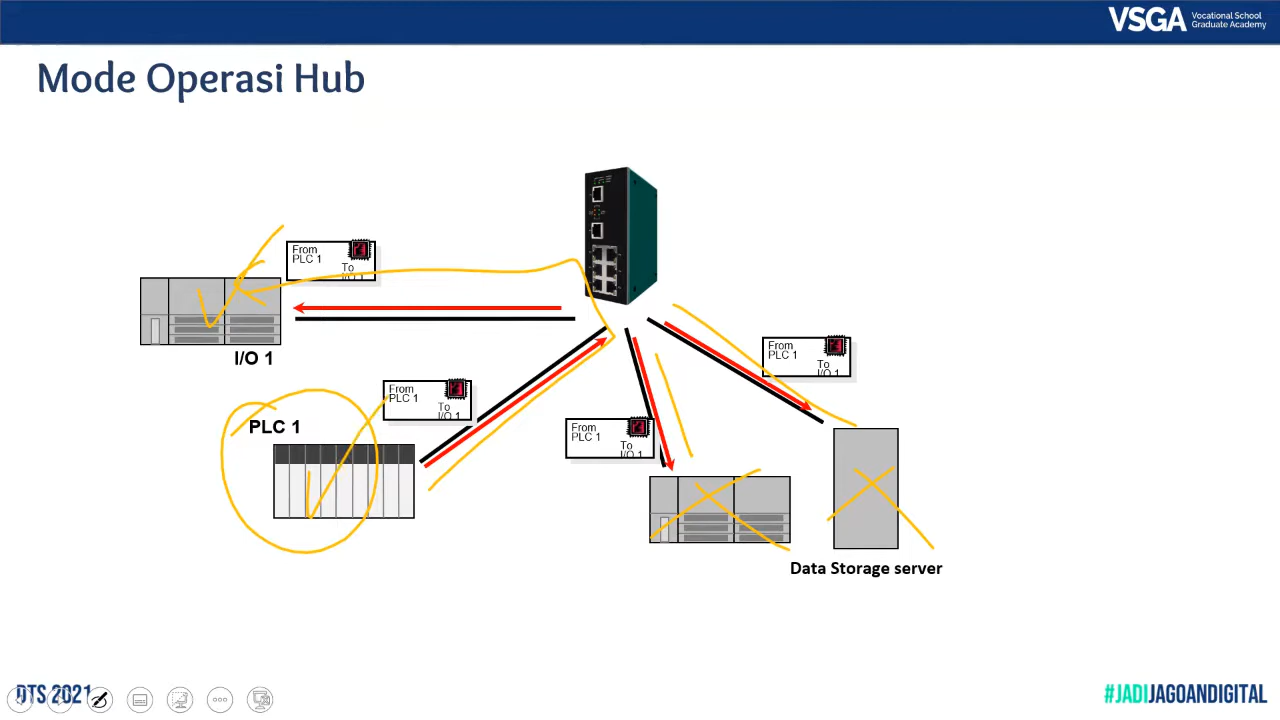 VSGA
Vocational School
Graduate Academy
Mode Operasi Hub
From
PLC 1
To
I/O 1
I/O 1
From
PLC 1
To
I/O 1
PLC 1
From
PLC 1
To
I/O 1
From
PLC 1
To
I/O 1
Data Storage server
DTS 2021
#JADIJAGOANDIGITAL